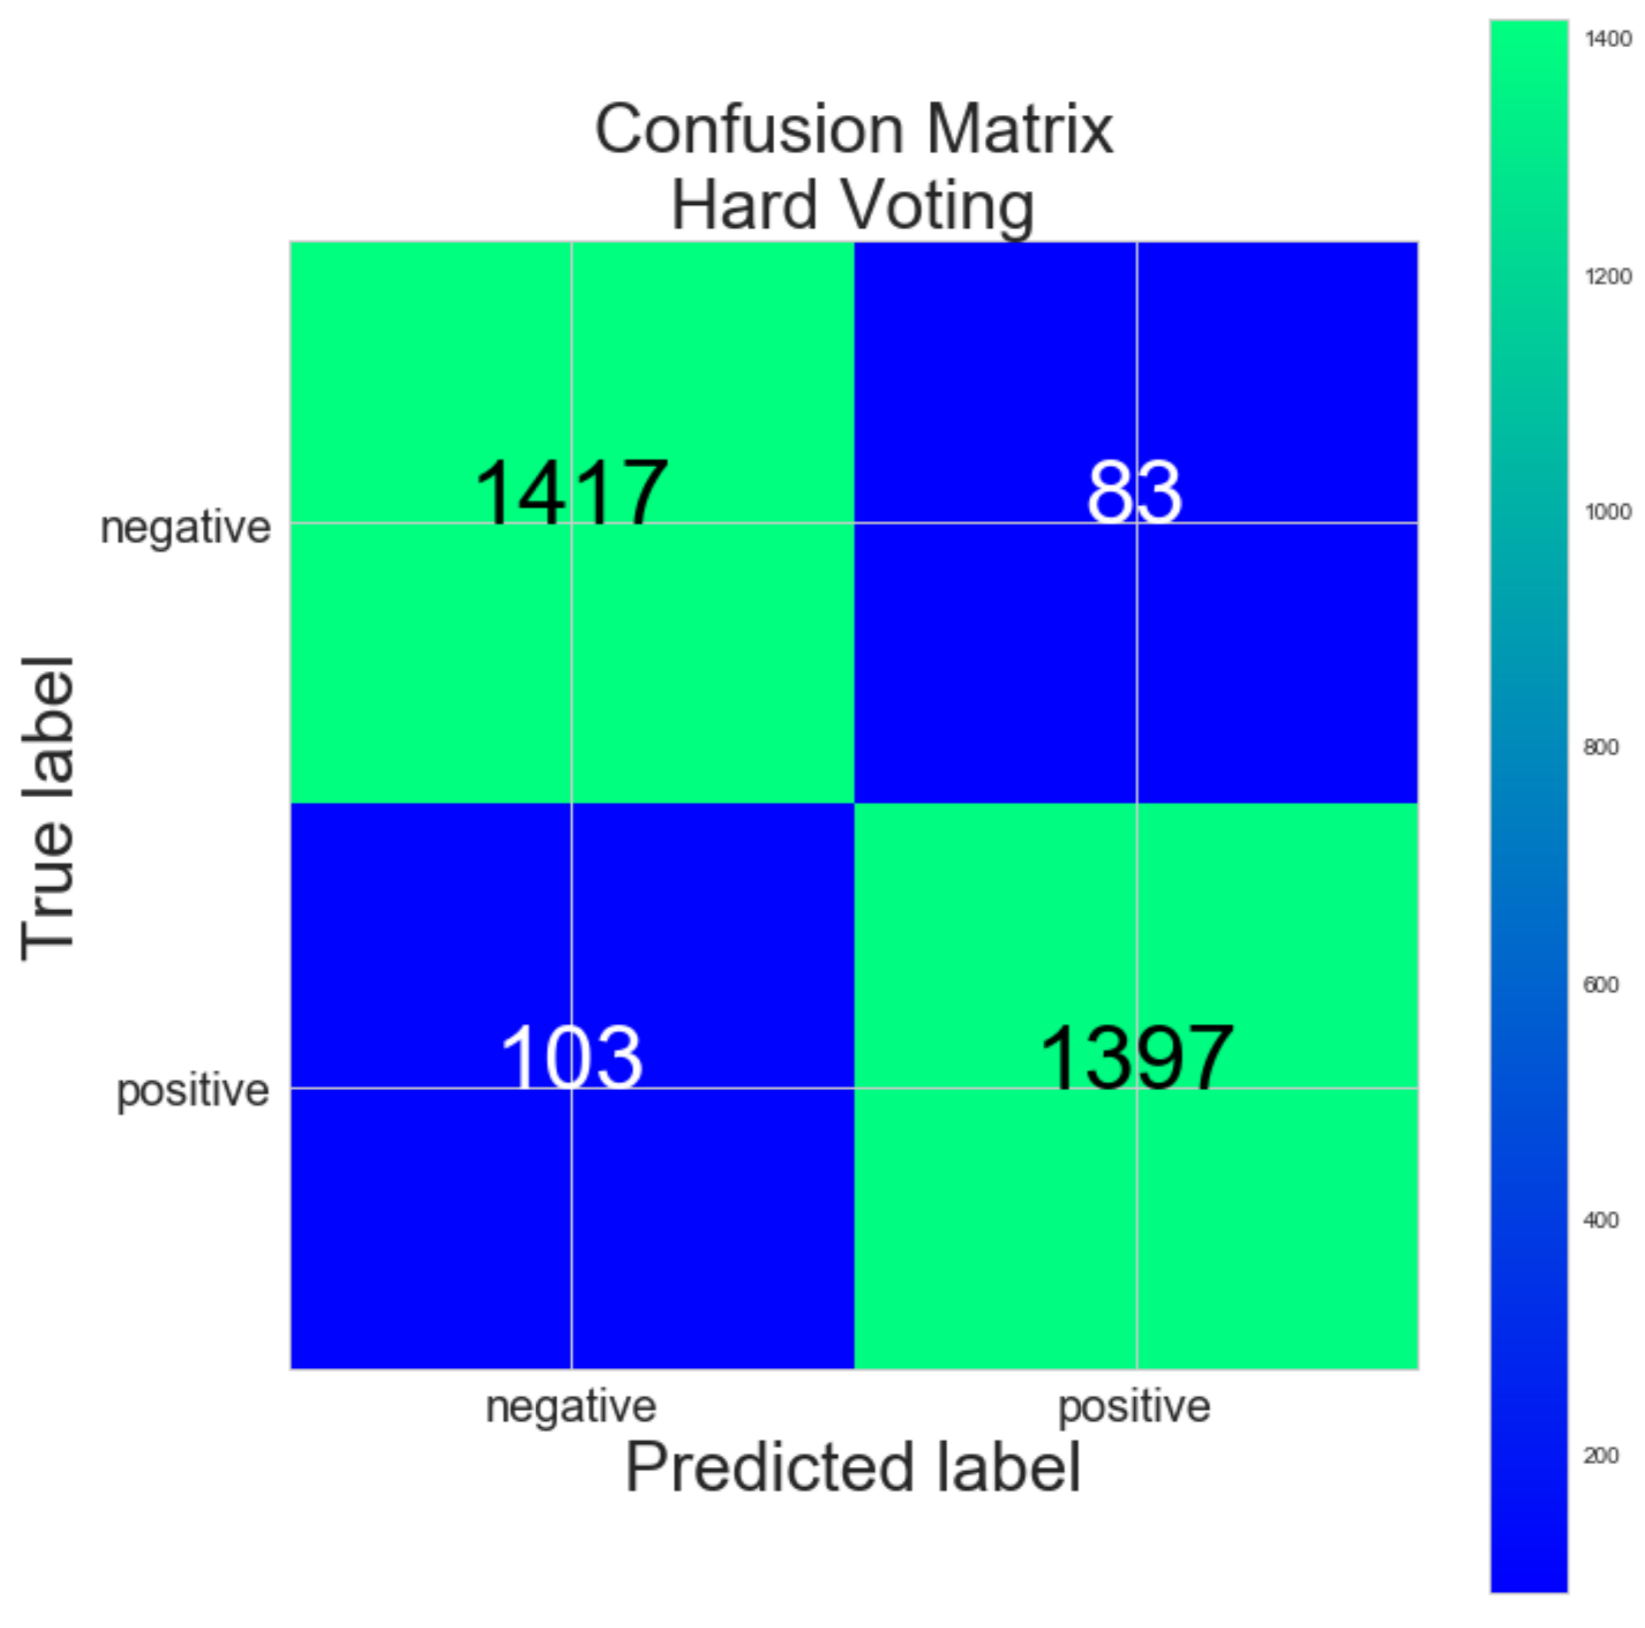 Confusion Matrix
Hard Voting
1417
83
negative
True label
103
1397
positive
negative
positive
Predicted label
1400
1200
1000
800
600
400
200